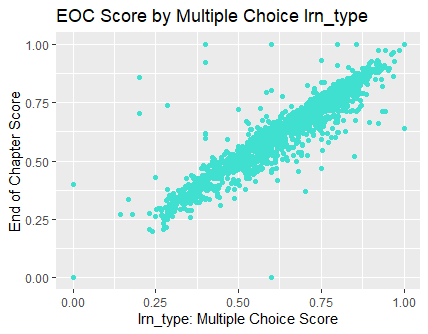 EOC Score by Multiple Choice lrn_type
1.00
0.75
0.50
0.25
0.00
End of Chapter Score
0.00 0.25 0.50 0.75 1.00
lrn_type: Multiple Choice Score